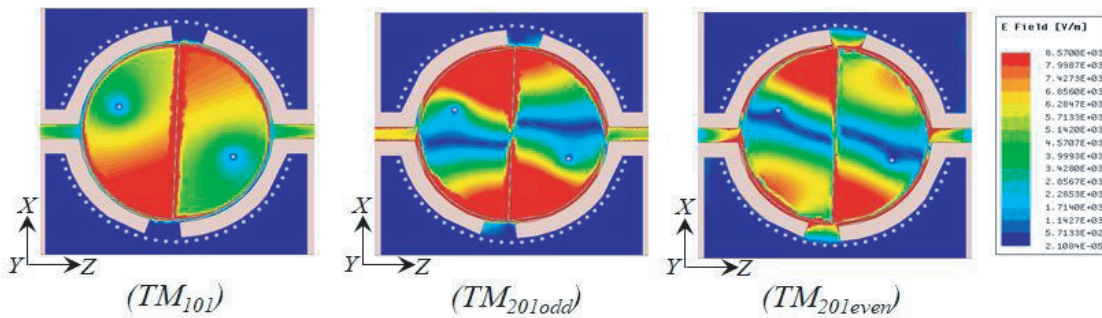 E Field [V/m]
8.5700E+03
7.9987E+03
7.4273E+03
6.8560E+03
6.2847E+03
5.7133E+03
5.1420E+03
4.5707E+03
3.9993E+03
3.4280E+03
2.8567E+03
2.2853E+03
1.7140E+03
1.1427E+03
5.7133E+02
2.1084E-05
X
Y
Z
X
Y
Z
X
Y
Z
(TM101)
(TM201odd)
(TM201even)